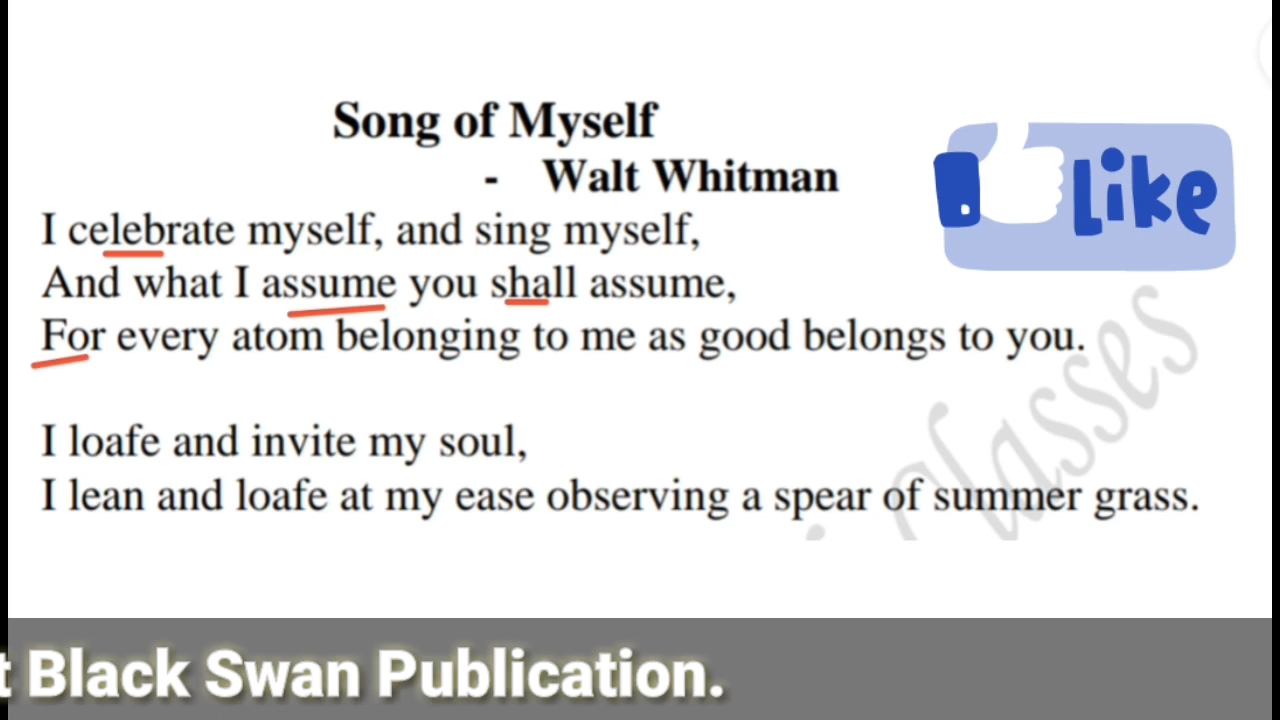 Song of Myself
- Walt Whitman
Like
I celebrate myself, and sing myself,
And what I assume you shall assume,
For every atom belonging to me as good belongs to you.
I loafe and invite my soul,
I lean and loafe at my ease observing a spear of summer grass.
Classes
t Black Swan Publication.